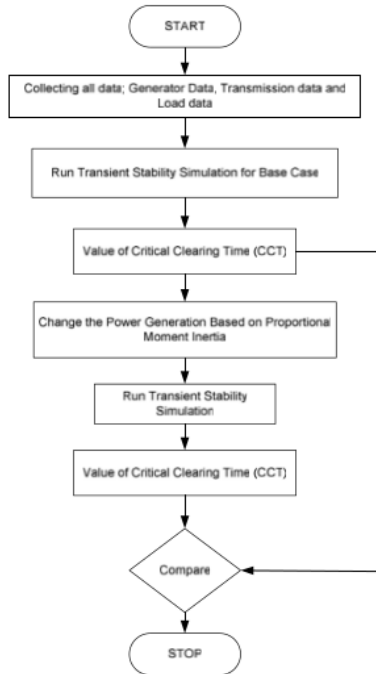 START
Collecting all data; Generator Data, Transmission data and
Load data
Run Transient Stability Simulation for Base Case
Value of Critical Clearing Time (CCT)
Change the Power Generation Based on Proportional
Moment Inertia
Run Transient Stability
Simulation
Value of Critical Clearing Time (CCT)
Compare
STOP